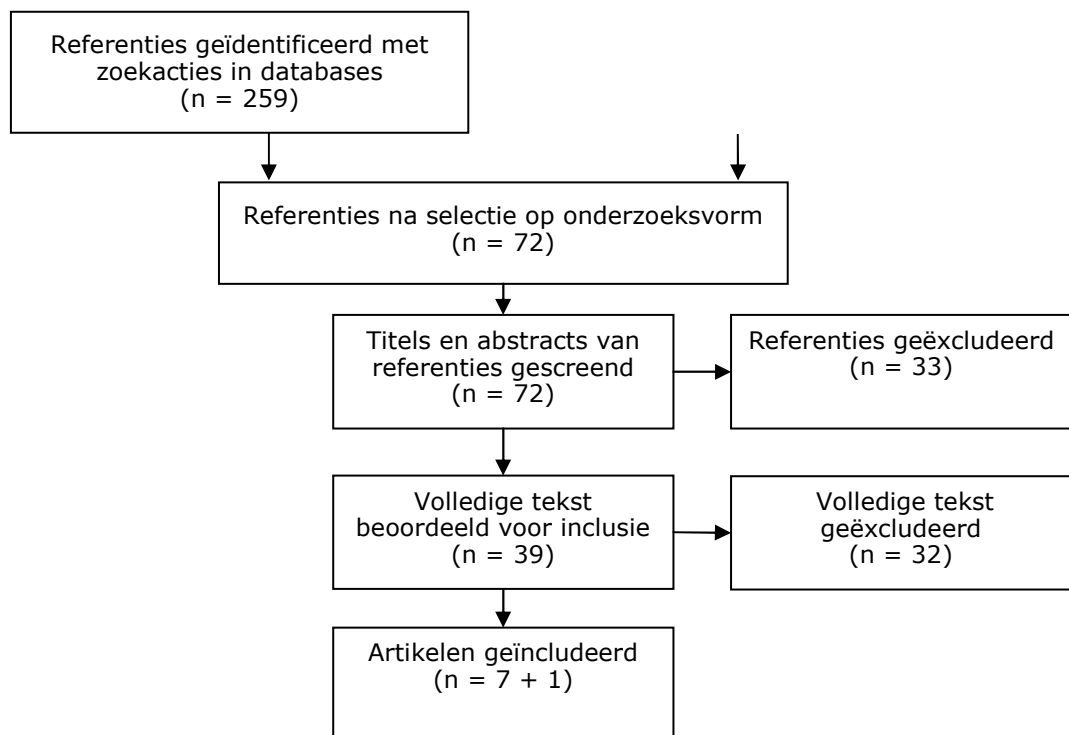 Referenties geïdentificeerd met
zoekacties in databases
(n = 259)
Referenties na selectie op onderzoeksvorm
(n = 72)
Titels en abstracts van
referenties gescreend
(n = 72)
Referenties geëxcludeerd
(n = 33)
Volledige tekst
beoordeeld voor inclusie
(n = 39)
Volledige tekst
geëxcludeerd
(n = 32)
Artikelen geïncludeerd
(n = 7 + 1)